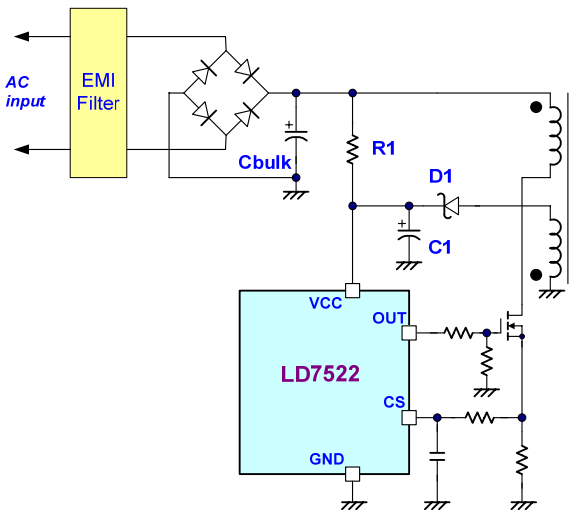 AC
input
EMI
Filter
+
Cbulk
R1
D1
+
C1
VCC
OUT
LD7522
CS
GND